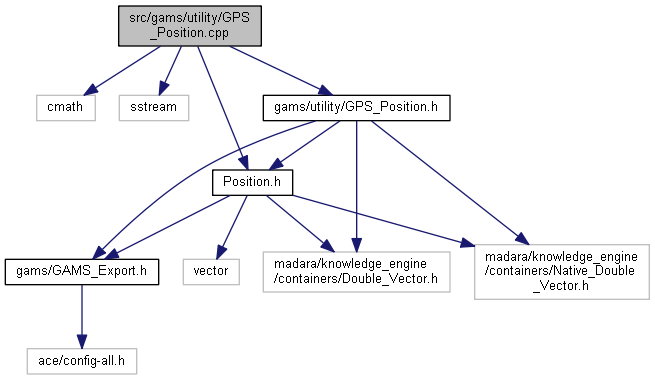 src/gams/utility/GPS
_Position.cpp
cmath
sstream
gams/utility/GPS_Position.h
Position.h
gams/GAMS_Export.h
vector
madara/knowledge_engine
/containers/Double_Vector.h
madara/knowledge_engine
/containers/Native_Double
_Vector.h
ace/config-all.h